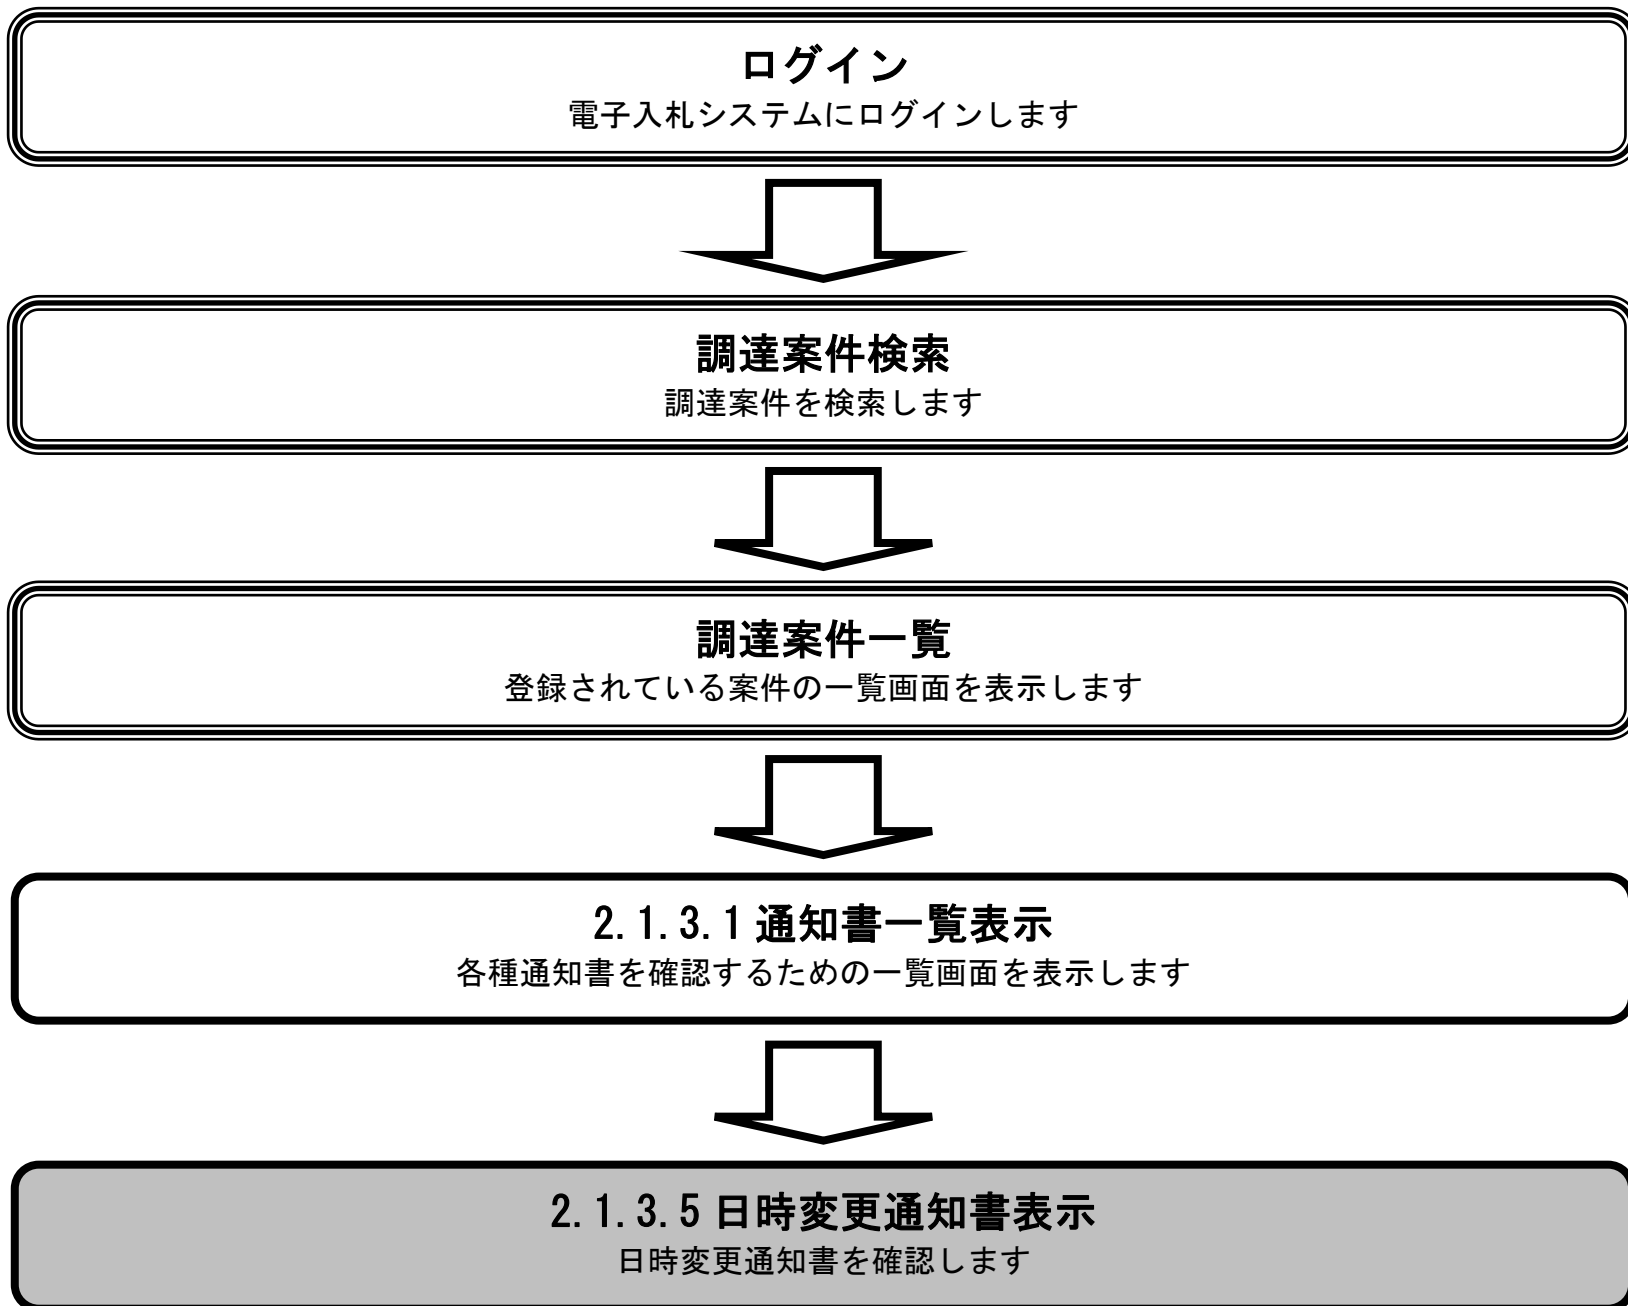 ログイン
電子入札システムにログインします
調達案件検索
調達案件を検索します
調達案件一覧
登録されている案件の一覧画面を表示します
2.1.3.1通知書一覧表示
各種通知書を確認するための一覧画面を表示します
2.1.3.5日時変更通知書表示
日時変更通知書を確認します